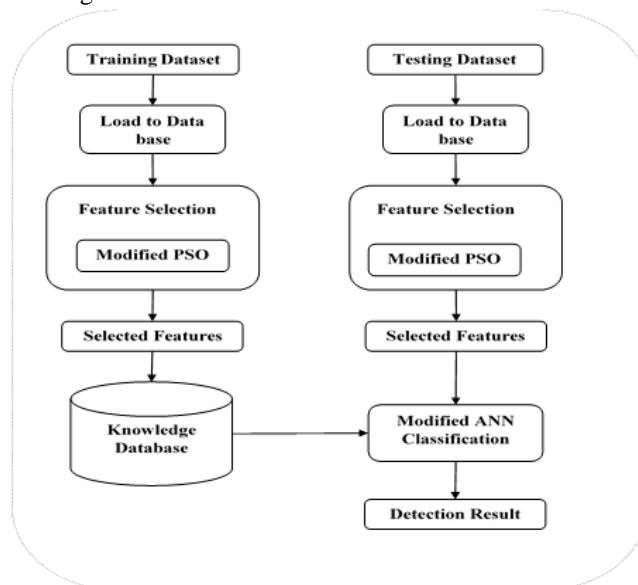 Training Dataset
Load to Data
base
Feature Selection
Modified PSO
Selected Features
Knowledge
Database
Testing Dataset
Load to Data
base
Feature Selection
Modified PSO
Selected Features
Modified ANN
Classification
Detection Result